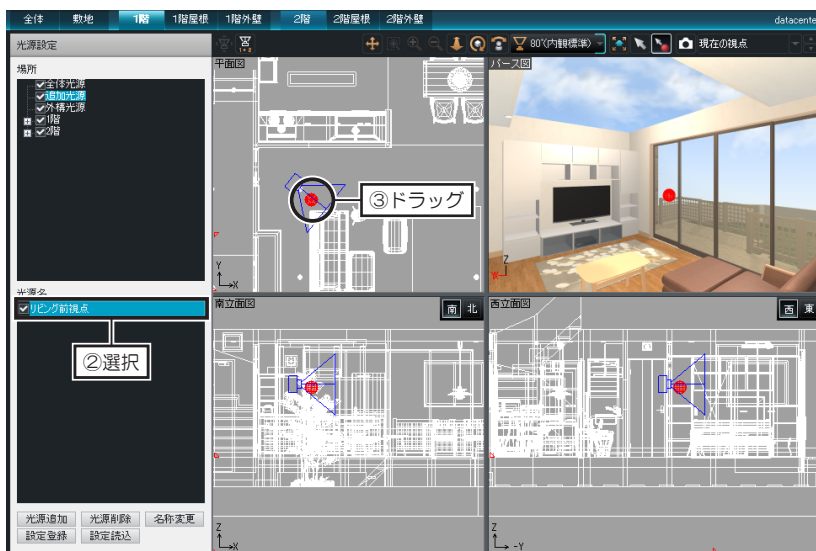 全体 敷地 1階 1階屋根 1階外壁 2階 2階屋根 2階外壁 datacente
光源設定
80°(内観標準) 現在の視点
場所
全体光源
追加光源
外構光源
1階
2階
平面図
パース図
③ドラッグ
Y
X
Z
光源名
リビング前視点
②選択
南立面図
南 北
西立面図
西 東
光源追加 光源削除 名称変更
設定登録 設定読込
Z
X
Z
-Y